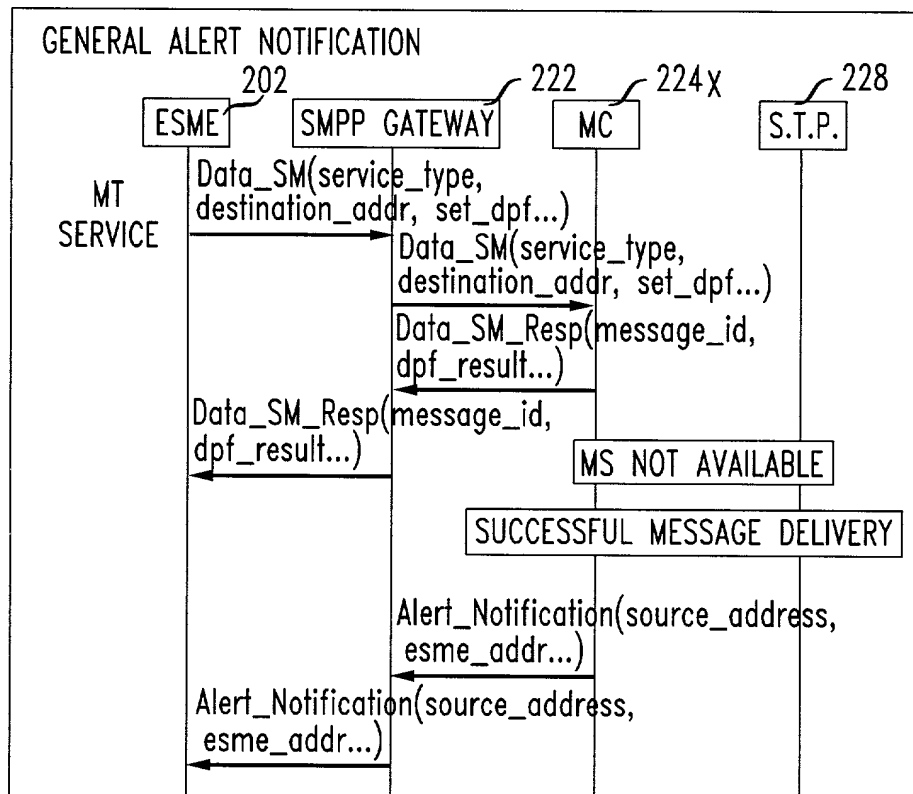 GENERAL ALERT NOTIFICATION
202
222
224X
228
ESME
SMPP GATEWAY
MC
S.T.P.
MT
SERVICE
Data_SM(service_type,
destination_addr, set_dpf...)
Data_SM(service_type,
destination_addr, set_dpf...)
Data_SM_Resp(message_id,
dpf_result...)
Data_SM_Resp(message_id,
dpf_result...)
MS NOT AVAILABLE
SUCCESSFUL MESSAGE DELIVERY
Alert_Notification(source_address,
esme_addr...)
Alert_Notification(source_address,
esme_addr...)